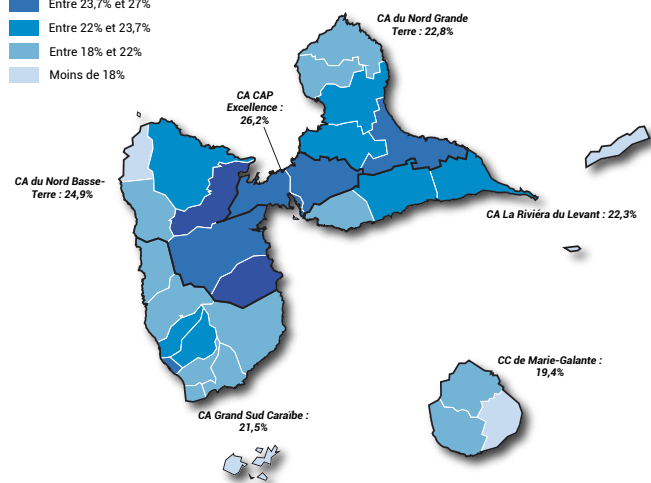 Entre 23,7% et 27%
Entre 22% et 23,7%
Entre 18% et 22%
Moins de 18%
CA du Nord Grande
Terre : 22,8%
CA CAP
Excellence :
26,2%
CA du Nord Basse-
Terre : 24,9%
CA La Riviéra du Levant : 22,3%
CC de Marie-Galante :
19,4%
CA Grand Sud Caraïbe :
21,5%